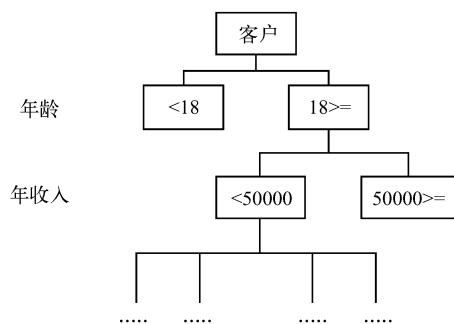 客户
年龄
<18
18>=
年收入
<50000
50000>=
..... ..... ..... .....